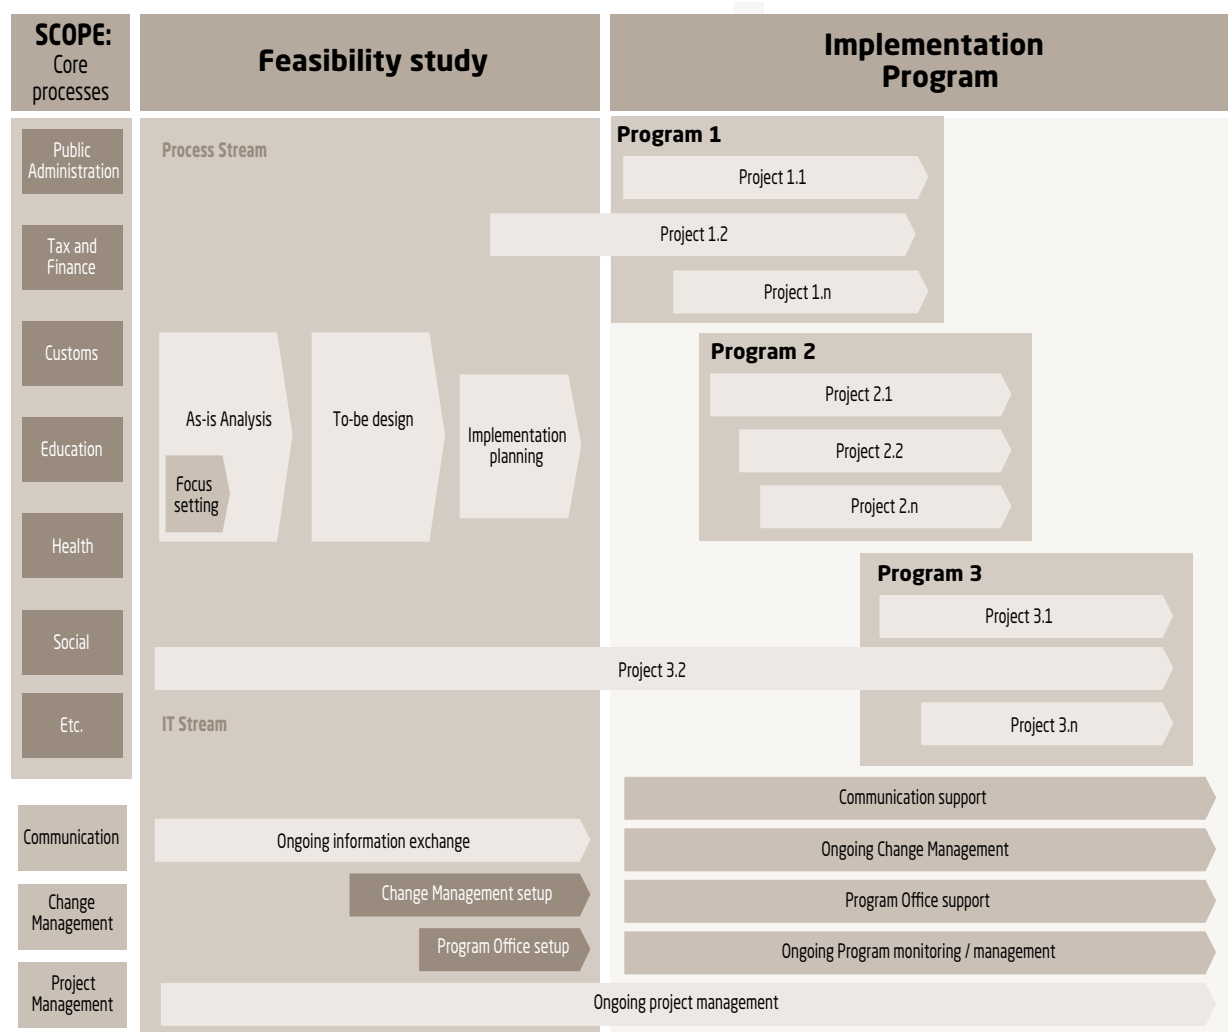 SCOPE:
Core
processes
Feasibility study
Implementation
Program
Public
Administration
Tax and
Finance
Customs
Education
Health
Social
Etc.
Communication
Change
Management
Project
Management
Process Stream
As-is Analysis
Focus
setting
To-be design
Implementation
planning
IT Stream
Ongoing information exchange
Change Management setup
Program Office setup
Program 1
Project 1.1
Project 1.2
Project 1.n
Program 2
Project 2.1
Project 2.2
Project 2.n
Program 3
Project 3.1
Project 3.2
Project 3.n
Communication support
Ongoing Change Management
Program Office support
Ongoing Program monitoring / management
Ongoing project management